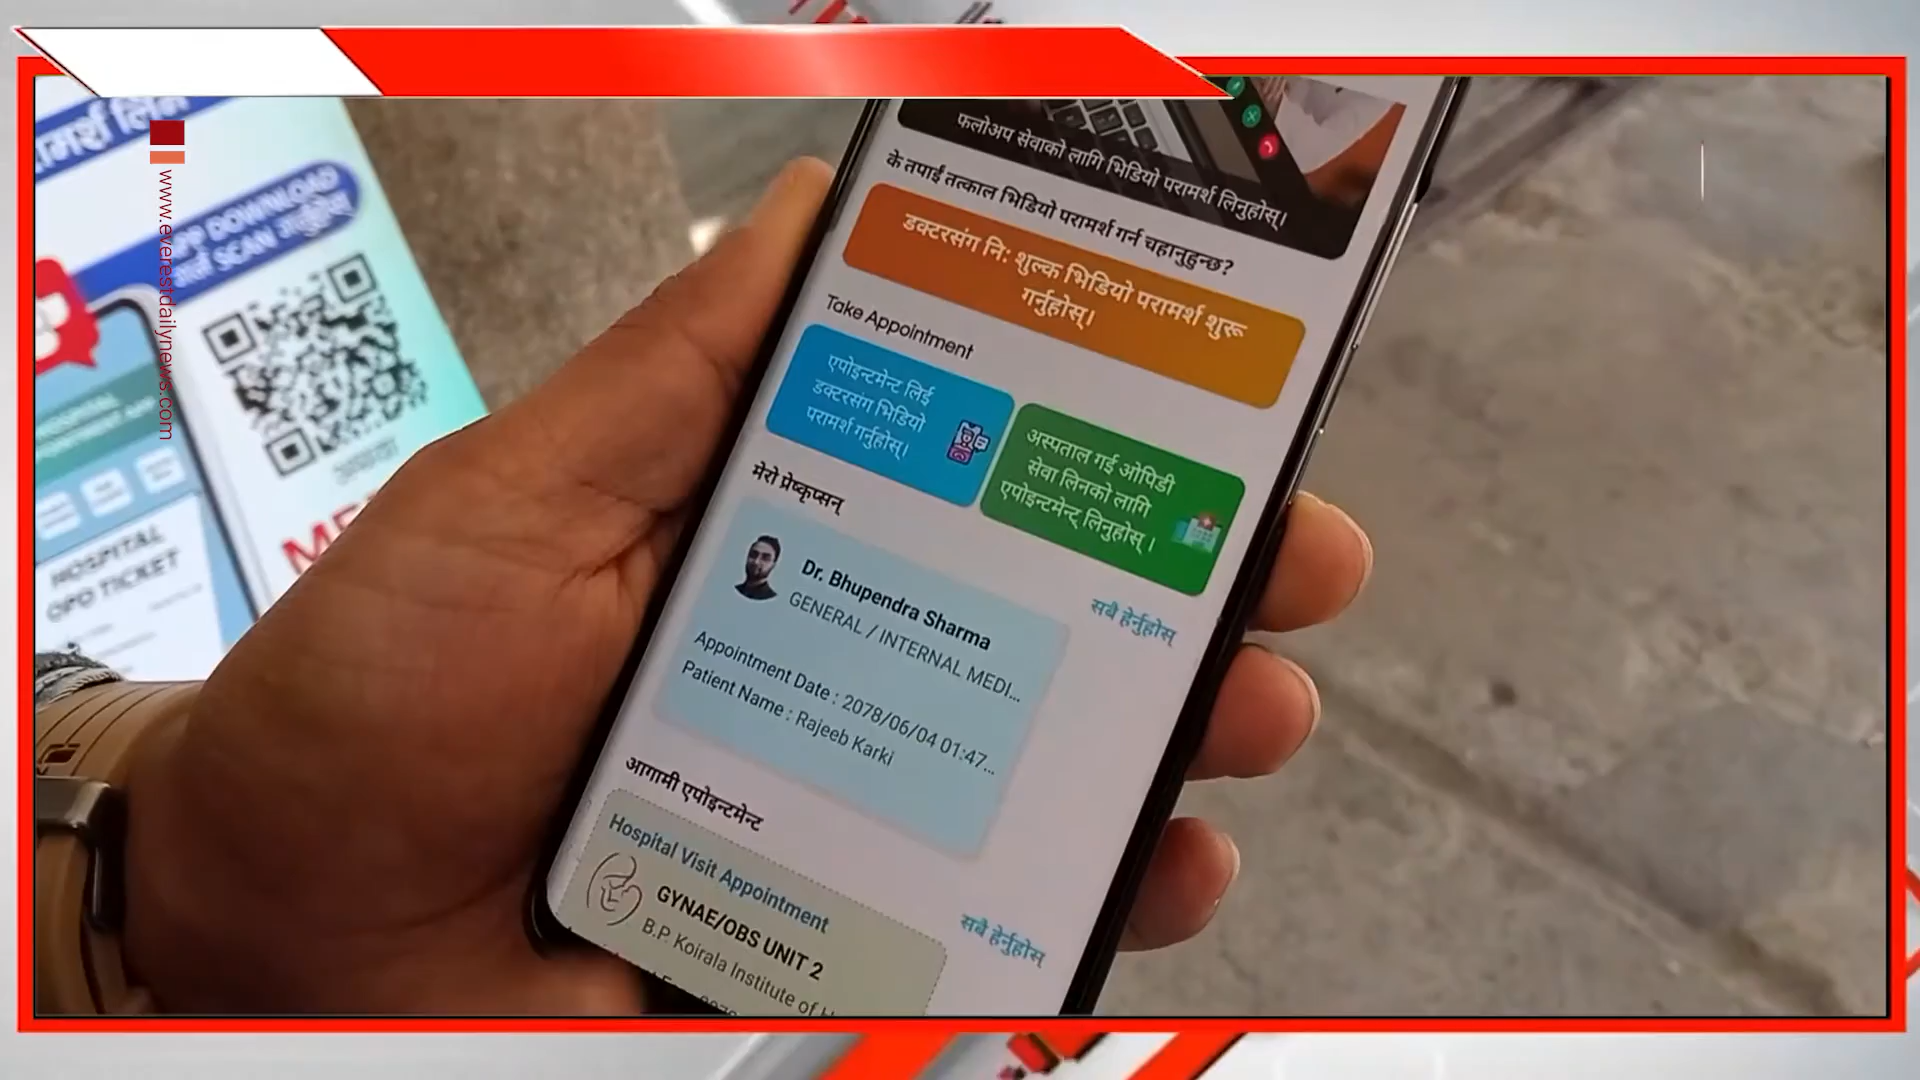 www.everestdailynews.com
APP DOWNLOAD
गर्न SCAN गर्नुहोस्
HOSPITAL
OPD TICKET
फलोअप सेवाको लागि भिडियो परामर्श लिनुहोस्।
के तपाईं तत्काल भिडियो परामर्श गर्न चहानुहुन्छ?
डक्टरसंग नि: शुल्क भिडियो परामर्श शुरू
गर्नुहोस्।
Take Appointment
एपोइन्टमेन्ट लिई
डक्टरसंग भिडियो
परामर्श गर्नुहोस्।
अस्पताल गई ओपिडी
सेवा लिनको लागि
एपोइन्टमेन्ट् लिनुहोस् ।
मेरो प्रेष्कृप्सन्
सबै हेर्नुहोस्
Dr. Bhupendra Sharma
GENERAL / INTERNAL MEDI...
Appointment Date : 2078/06/04 01:47...
Patient Name : Rajeeb Karki
आगामी एपोइन्टमेन्ट
सबै हेर्नुहोस्
Hospital Visit Appointment
GYNAE/OBS UNIT 2
B.P. Koirala Institute of